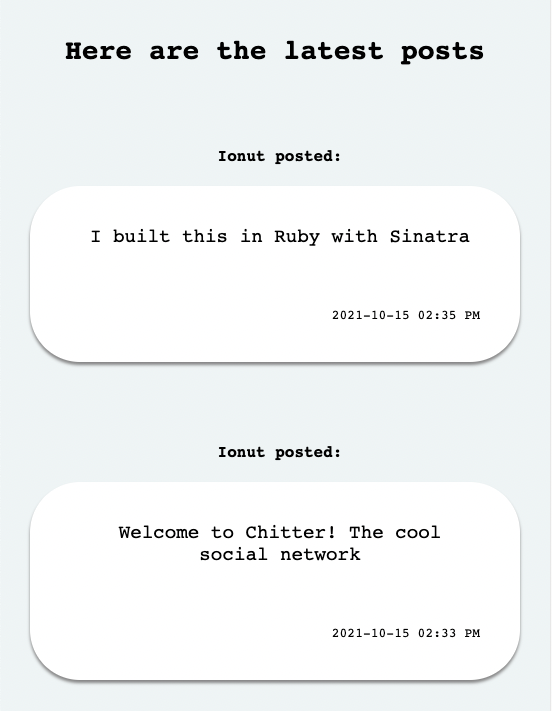 Here are the latest posts
Ionut posted:
I built this in Ruby with Sinatra
2021-10-15 02:35 PM
Ionut posted:
Welcome to Chitter! The cool
social network
2021-10-15 02:33 PM